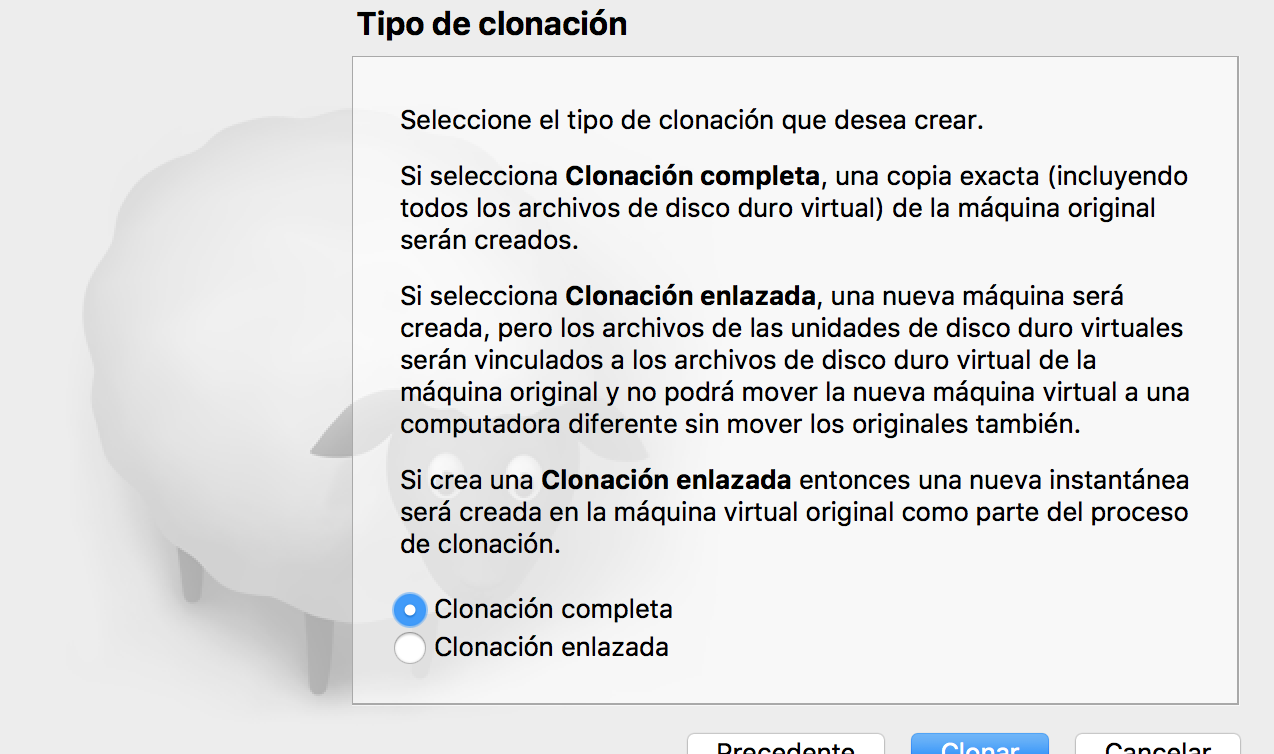 Tipo de clonación
Seleccione el tipo de clonación que desea crear.
Si selecciona Clonación completa, una copia exacta (incluyendo
todos los archivos de disco duro virtual) de la máquina original
serán creados.
Si selecciona Clonación enlazada, una nueva máquina será
creada, pero los archivos de las unidades de disco duro virtuales
serán vinculados a los archivos de disco duro virtual de la
máquina original y no podrá mover la nueva máquina virtual a una
computadora diferente sin mover los originales también.
Si crea una Clonación enlazada entonces una nueva instantánea
será creada en la máquina virtual original como parte del proceso
de clonación.
Clonación completa
Clonación enlazada
Precedente Clonar Cancelar